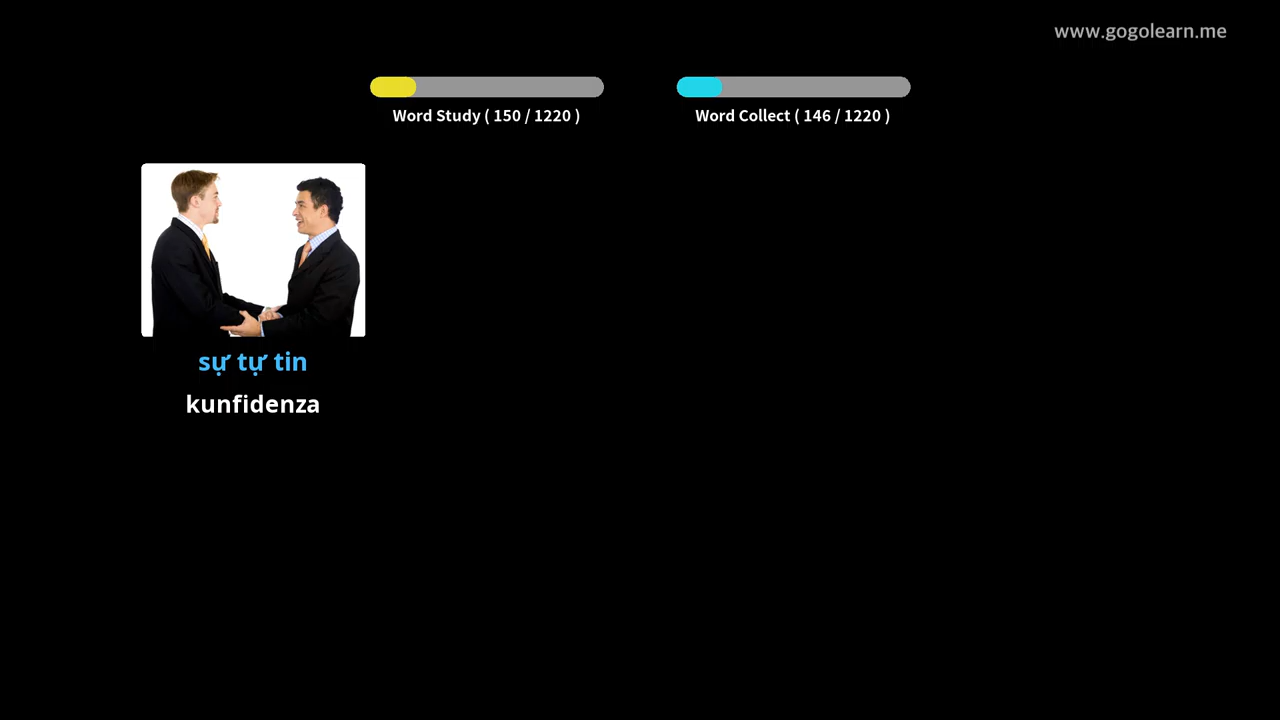 www.gogolearn.me
Word Study ( 150 / 1220 )
Word Collect ( 146 / 1220 )
sự tự tin
kunfidenza